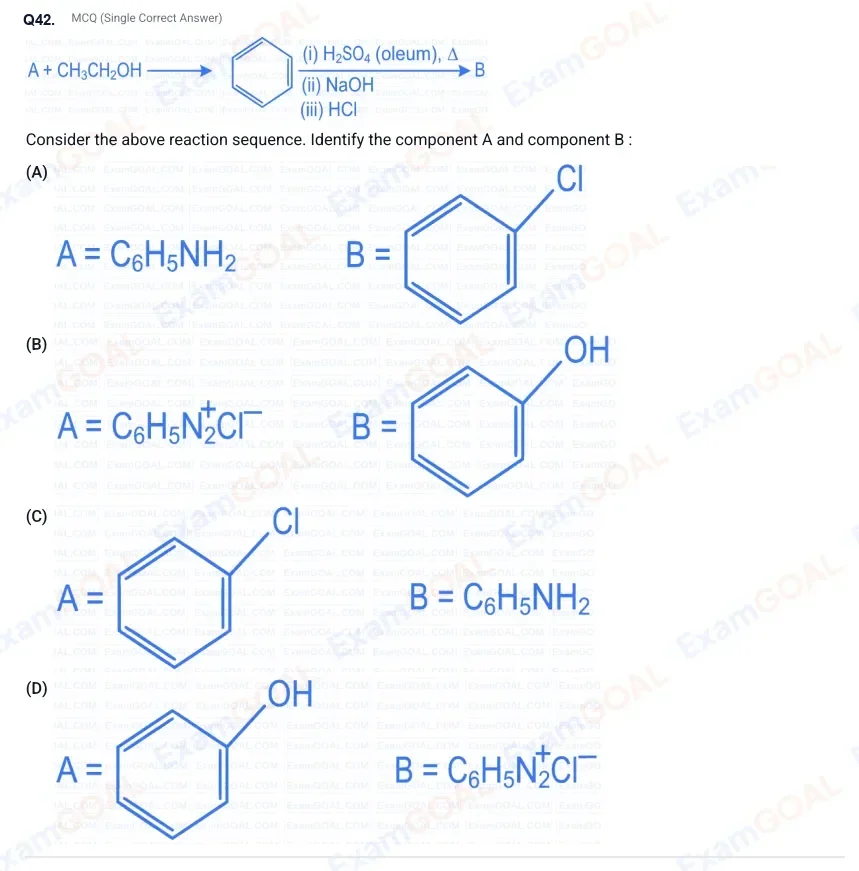 Q42. MCQ (Single Correct Answer)
A + CH₃CH₂OH ⟶ (i) H₂SO₄ (oleum), Δ (ii) NaOH (iii) HCl ⟶ B
Consider the above reaction sequence. Identify the component A and component B :
(A)
Cl
A = C₆H₅NH₂ B =
(B)
OH
A = C₆H₅N₂⁺Cl⁻ B =
(C)
Cl
A = B = C₆H₅NH₂
(D)
OH
A = B = C₆H₅N₂⁺Cl⁻
ExamGOAL